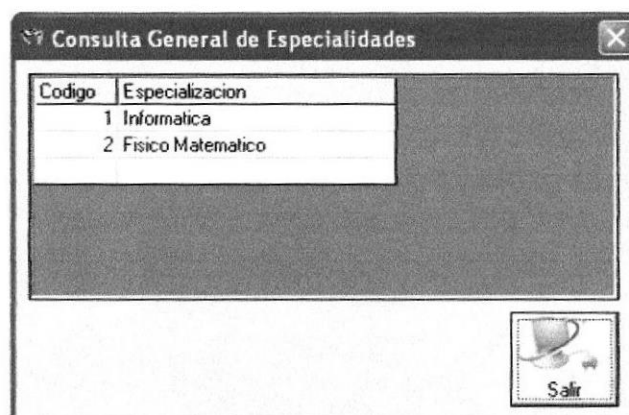 Consulta General de Especialidades
Codigo Especializacion
1 Informatica
2 Fisico Matematico
Salir